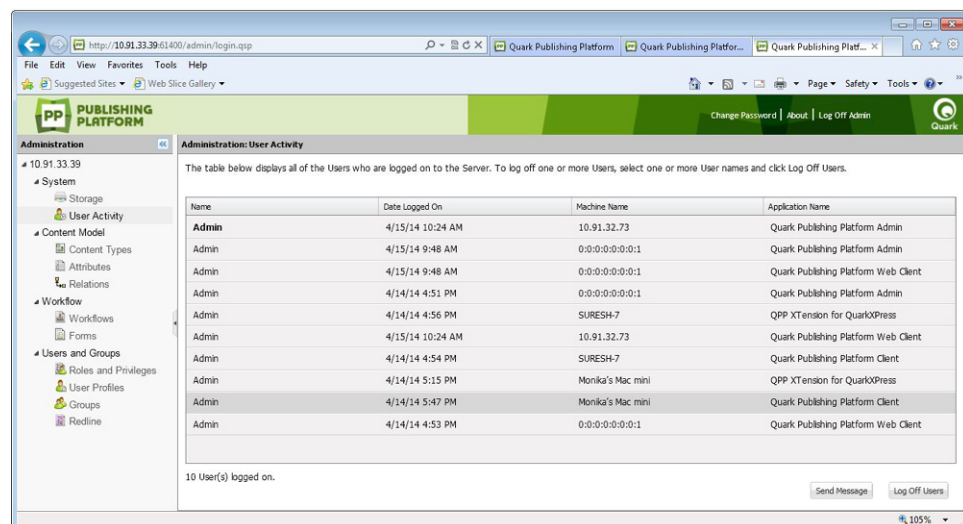 http://10.91.33.39:61400/admin/login.qsp
Quark Publishing Platform
Quark Publishing Platfor...
Quark Publishing Platf...
File Edit View Favorites Tools Help
Suggested Sites Web Slice Gallery
Page Safety Tools
PP PUBLISHING PLATFORM
Change Password | About | Log Off Admin
Quark
Administration
Administration: User Activity
10.91.33.39
System
Storage
User Activity
Content Model
Content Types
Attributes
Relations
Workflow
Workflows
Forms
Users and Groups
Roles and Privileges
User Profiles
Groups
Redline
The table below displays all of the Users who are logged on to the Server. To log off one or more Users, select one or more User names and click Log Off Users.
Name Date Logged On Machine Name Application Name
Admin 4/15/14 10:24 AM 10.91.32.73 Quark Publishing Platform Admin
Admin 4/15/14 9:48 AM 0:0:0:0:0:0:0:1 Quark Publishing Platform Admin
Admin 4/15/14 9:48 AM 0:0:0:0:0:0:0:1 Quark Publishing Platform Web Client
Admin 4/14/14 4:51 PM 0:0:0:0:0:0:0:1 Quark Publishing Platform Admin
Admin 4/14/14 4:56 PM SURESH-7 QPP XTension for QuarkXPress
Admin 4/15/14 10:24 AM 10.91.32.73 Quark Publishing Platform Web Client
Admin 4/14/14 4:54 PM SURESH-7 Quark Publishing Platform Client
Admin 4/14/14 5:15 PM Monika's Mac mini QPP XTension for QuarkXPress
Admin 4/14/14 5:47 PM Monika's Mac mini Quark Publishing Platform Client
Admin 4/14/14 4:53 PM 0:0:0:0:0:0:0:1 Quark Publishing Platform Web Client
10 User(s) logged on.
Send Message
Log Off Users
105%